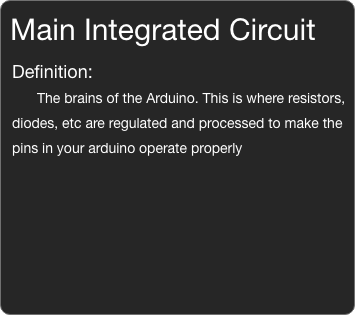 Main Integrated Circuit
Definition:
The brains of the Arduino. This is where resistors,
diodes, etc are regulated and processed to make the
pins in your arduino operate properly